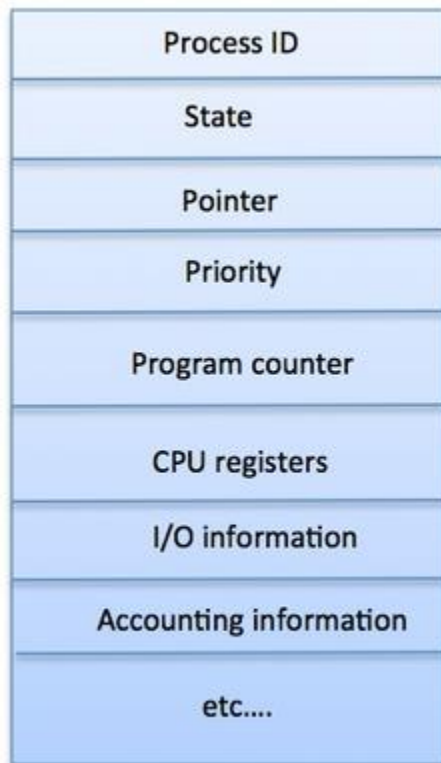 Process ID
State
Pointer
Priority
Program counter
CPU registers
I/O information
Accounting information
etc....